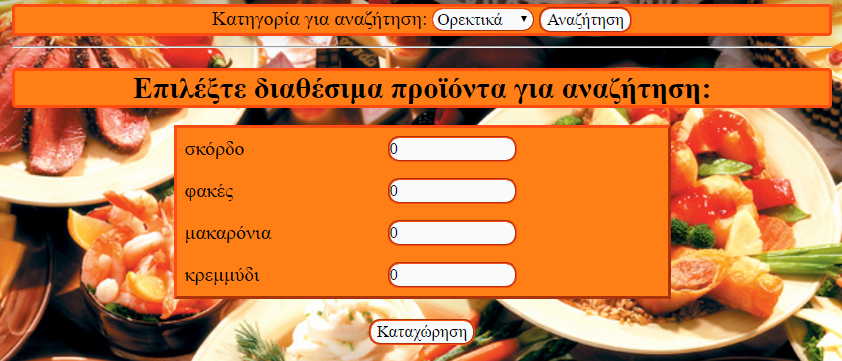 Κατηγορία για αναζήτηση: Ορεκτικά Αναζήτηση
Επιλέξτε διαθέσιμα προϊόντα για αναζήτηση:
σκόρδο 0
φακές 0
μακαρόνια 0
κρεμμύδι 0
Καταχώρηση